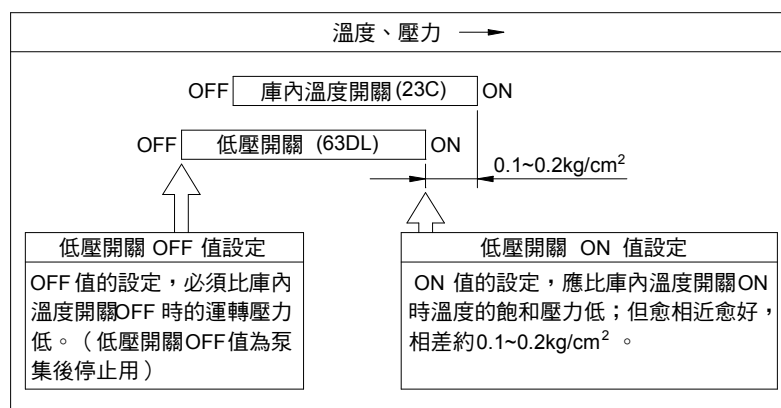 溫度、壓力
OFF 庫內溫度開關(23C) ON
OFF 低壓開關 (63DL) ON
0.1~0.2kg/cm²
低壓開關 OFF 值設定
OFF值的設定，必須比庫內
溫度開關OFF 時的運轉壓力
低。（低壓開關OFF值為泵
集後停止用）
低壓開關 ON 值設定
ON 值的設定，應比庫內溫度開關ON
時溫度的飽和壓力低；但愈相近愈好，
相差約0.1~0.2kg/cm² 。